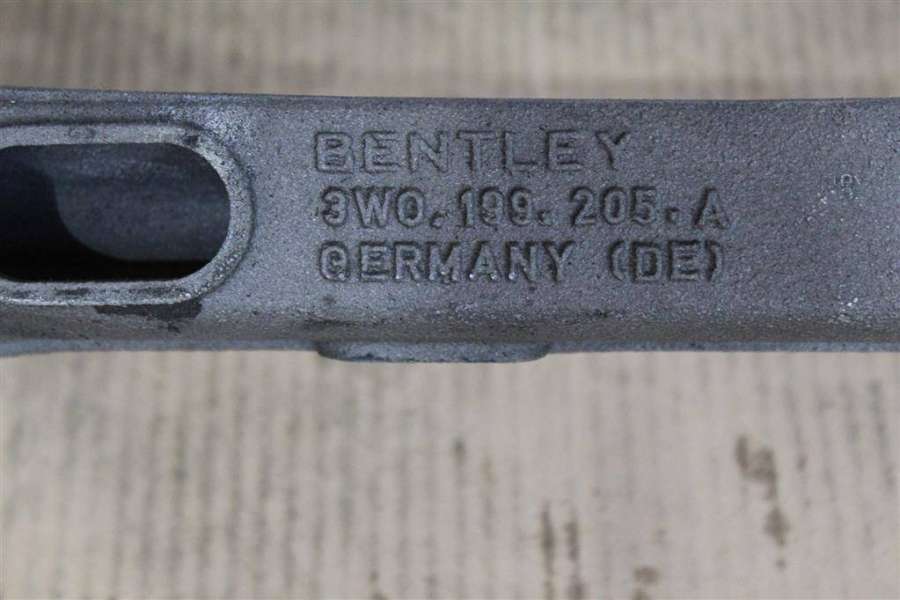 BENTLEY
3W0.199.205.A
GERMANY (DE)